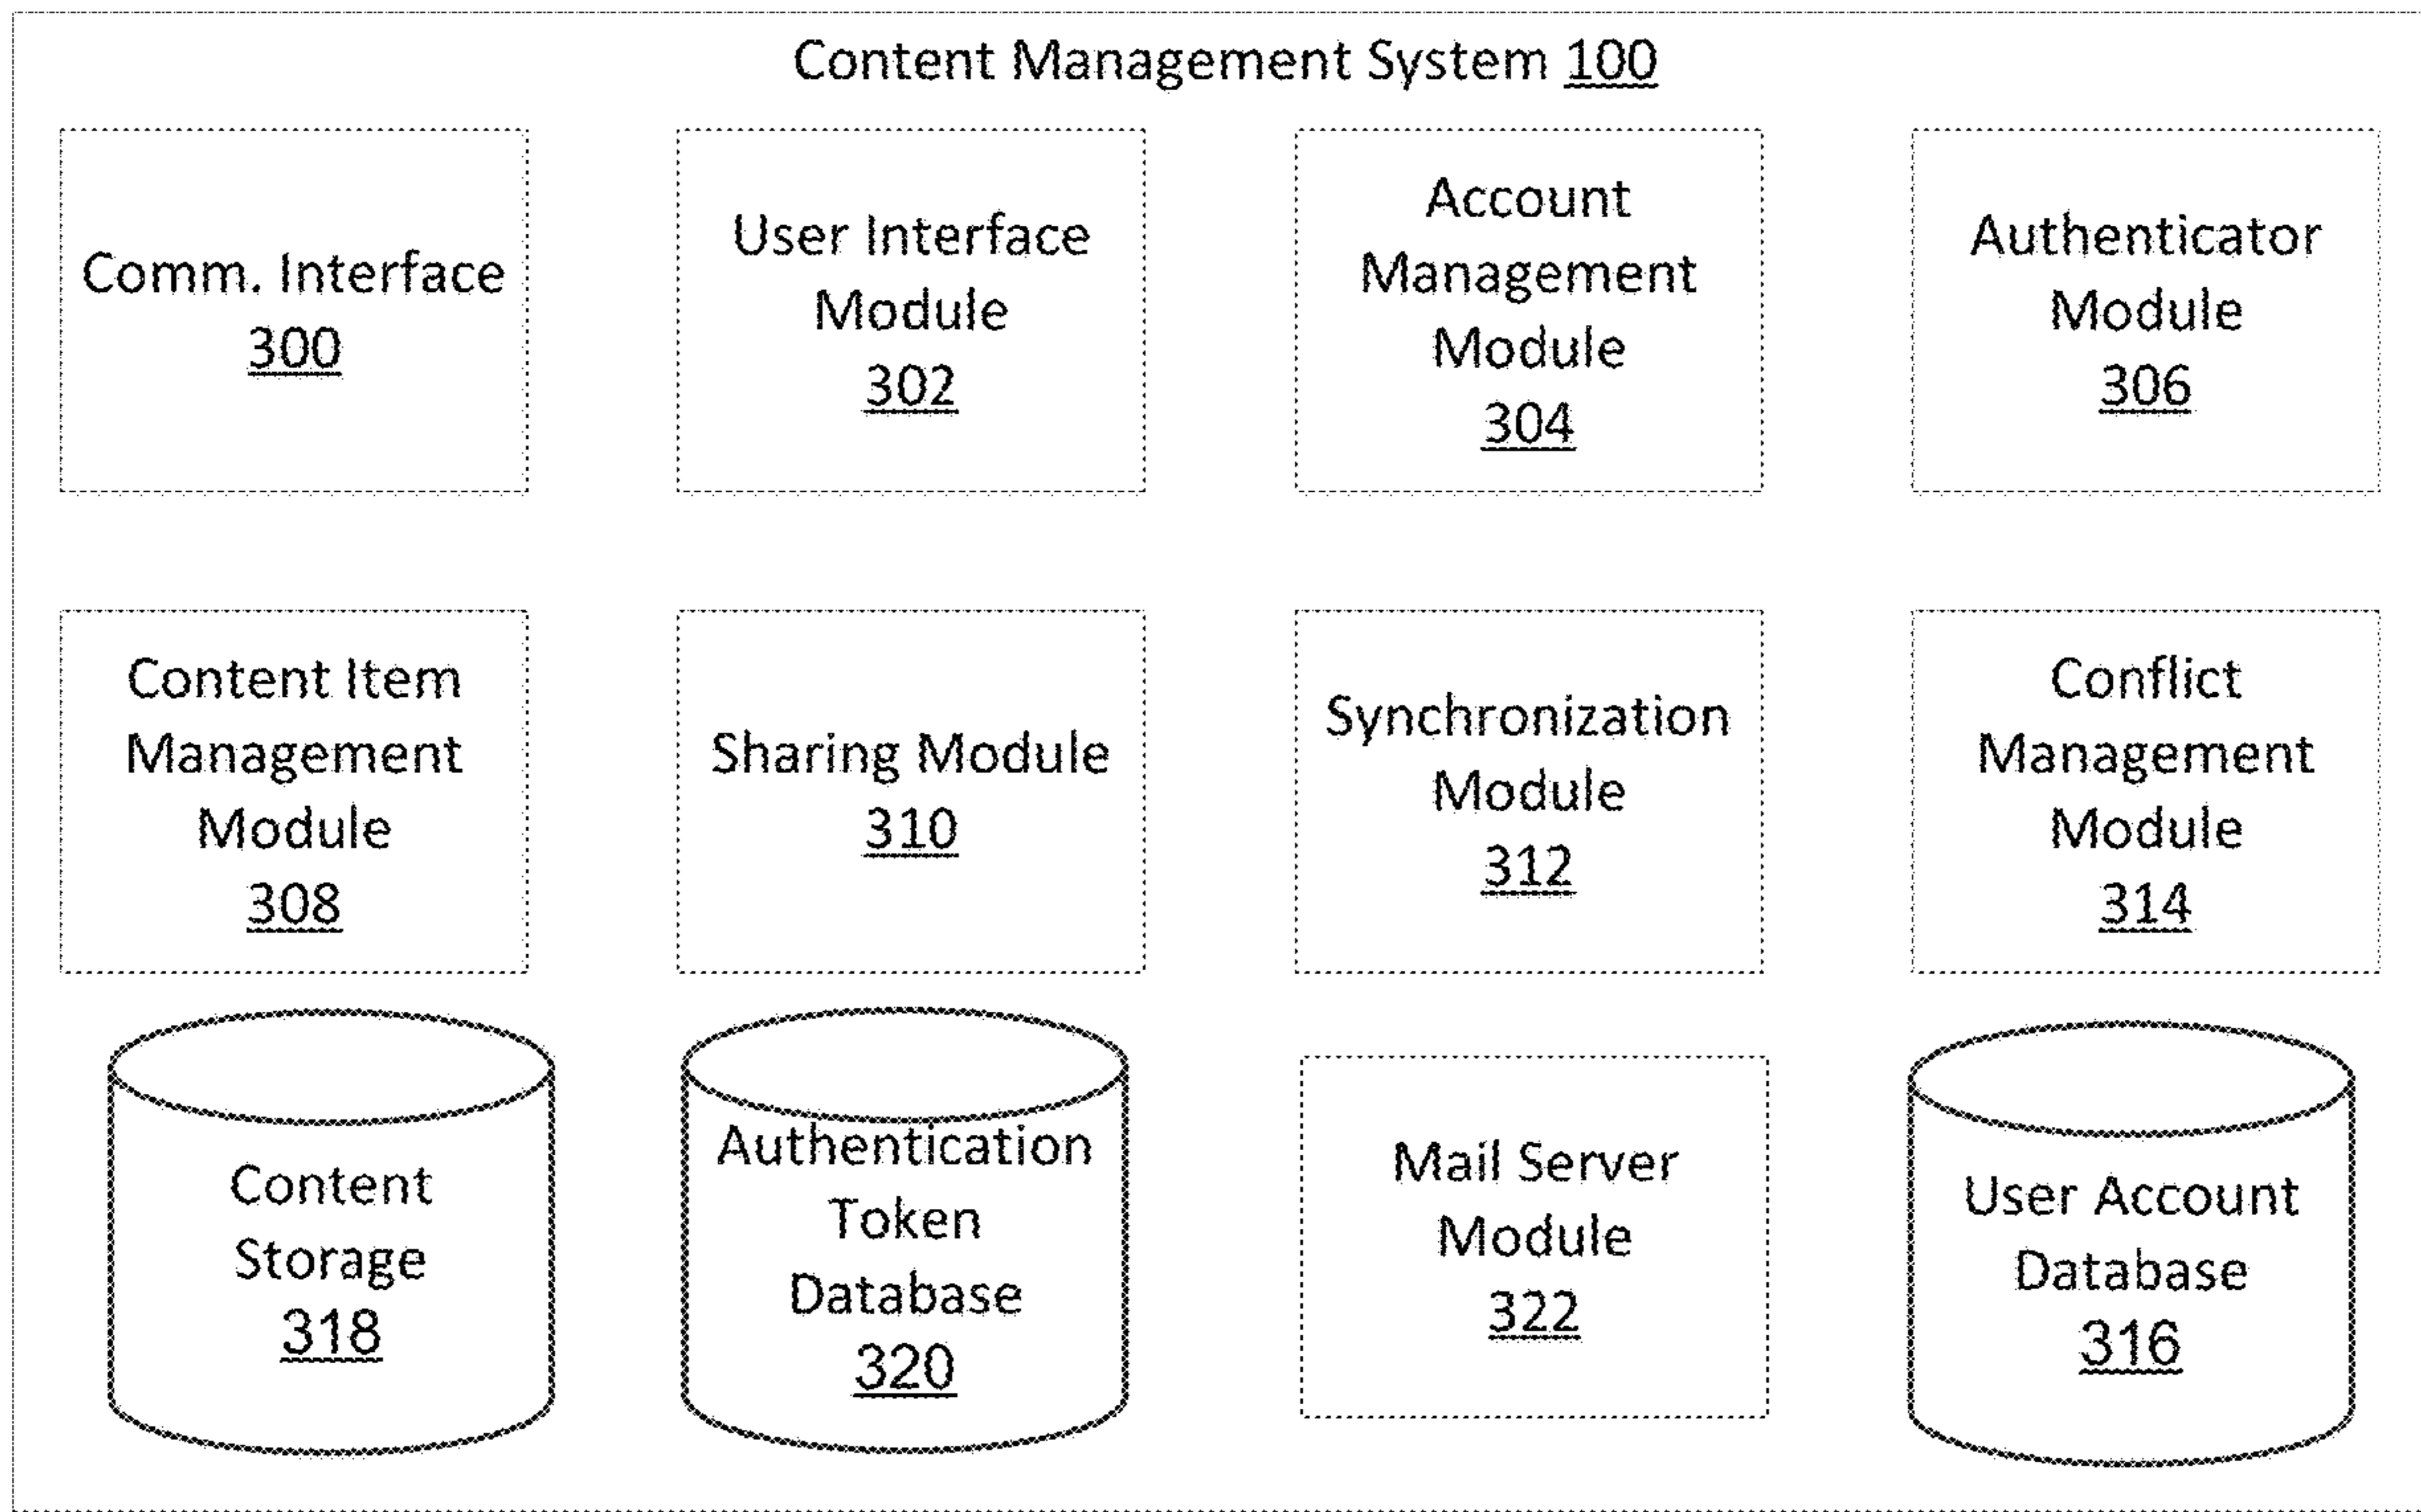 Content Management System 100
Comm. Interface
300
User Interface
Module
302
Account
Management
Module
304
Authenticator
Module
306
Content Item
Management
Module
308
Sharing Module
310
Synchronization
Module
312
Conflict
Management
Module
314
Content
Storage
318
Authentication
Token
Database
320
Mail Server
Module
322
User Account
Database
316